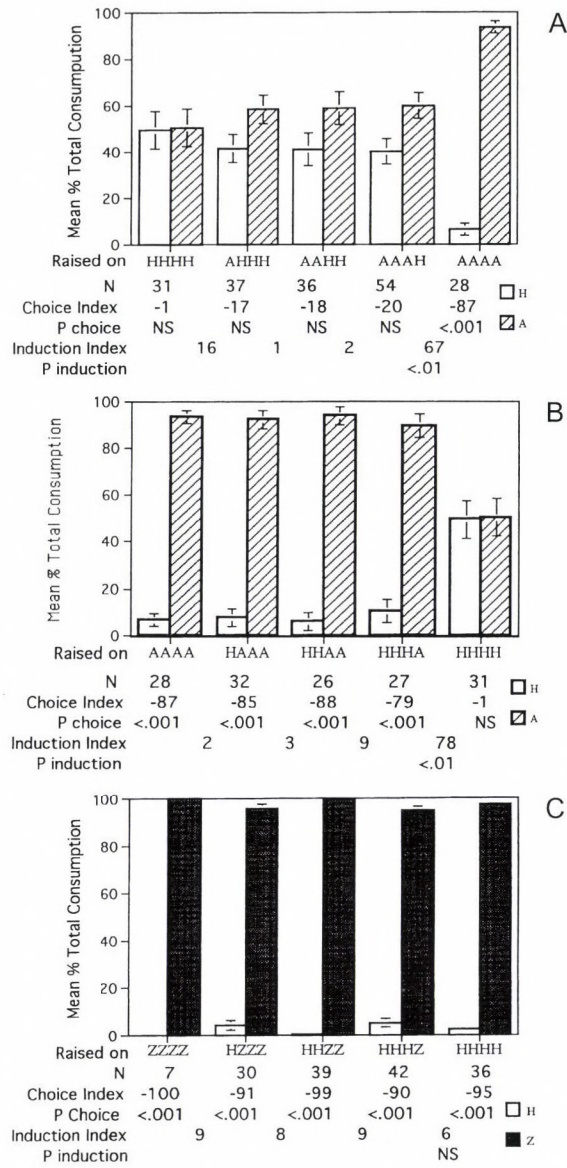 A
Mean % Total Consumpution
100
80
60
40
20
0
Raised on HHHH AHHH AAHH AAAH AAAA
N 31 37 36 54 28 H
Choice Index -1 -17 -18 -20 -87 A
P choice NS NS NS NS <.001
Induction Index 16 1 2 67
P induction <.01
B
Mean % Total Consumption
100
80
60
40
20
0
Raised on AAAA HAAA HHAA HHHA HHHH
N 28 32 26 27 31 H
Choice Index -87 -85 -88 -79 -1
P choice <.001 <.001 <.001 <.001 NS A
Induction Index 2 3 9 78
P induction <.01
C
Mean % Total Consumption
100
80
60
40
20
0
Raised on ZZZZ HZZZ HHZZ HHHZ HHHH
N 7 30 39 42 36
Choice Index -100 -91 -99 -90 -95
P Choice <.001 <.001 <.001 <.001 <.001 H
Induction Index 9 8 9 6 Z
P induction NS